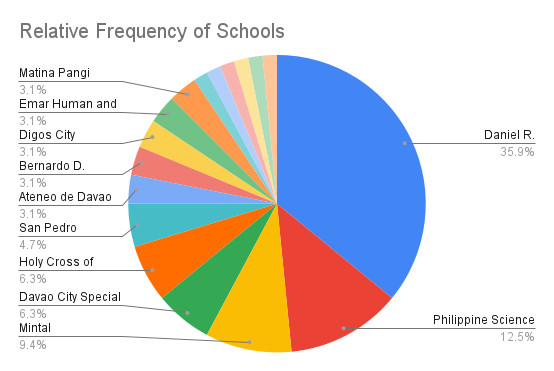 Relative Frequency of Schools
Matina Pangi
3.1%
Emar Human and
3.1%
Digos City
3.1%
Bernardo D.
3.1%
Ateneo de Davao
3.1%
San Pedro
4.7%
Holy Cross of
6.3%
Davao City Special
6.3%
Mintal
9.4%
Daniel R.
35.9%
Philippine Science
12.5%